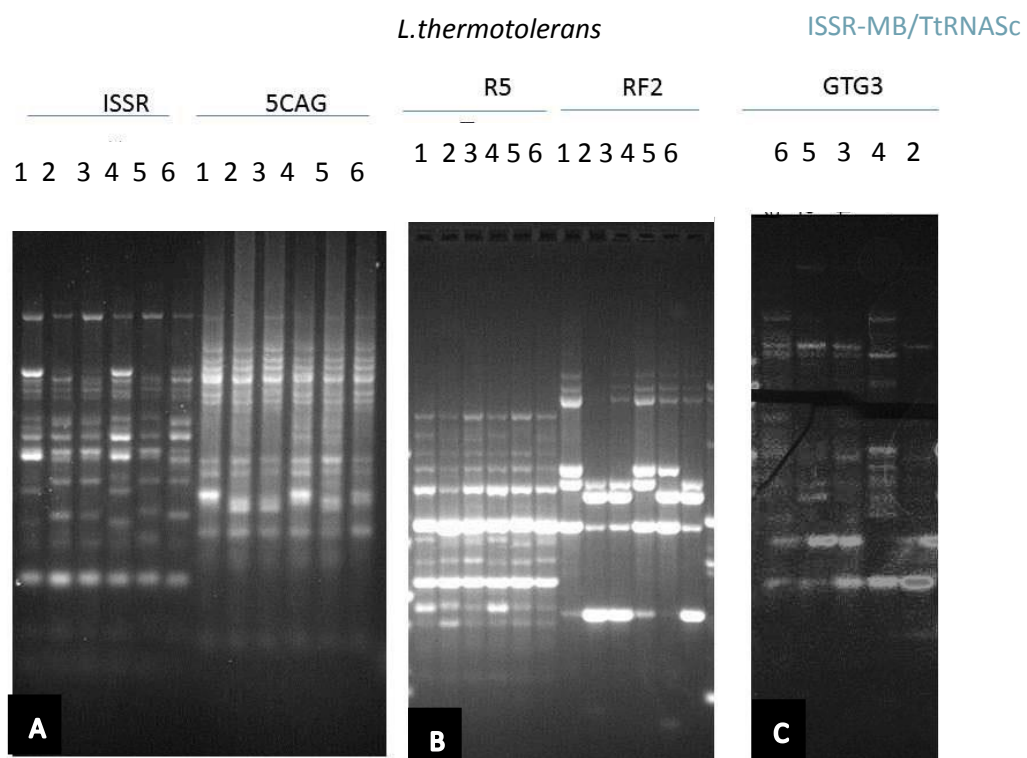 L.thermotolerans
ISSR-MB/TtRNASc
ISSR 5CAG R5 RF2 GTG3
1 2 3 4 5 6 1 2 3 4 5 6 1 2 3 4 5 6 1 2 3 4 5 6 6 5 3 4 2
A B C